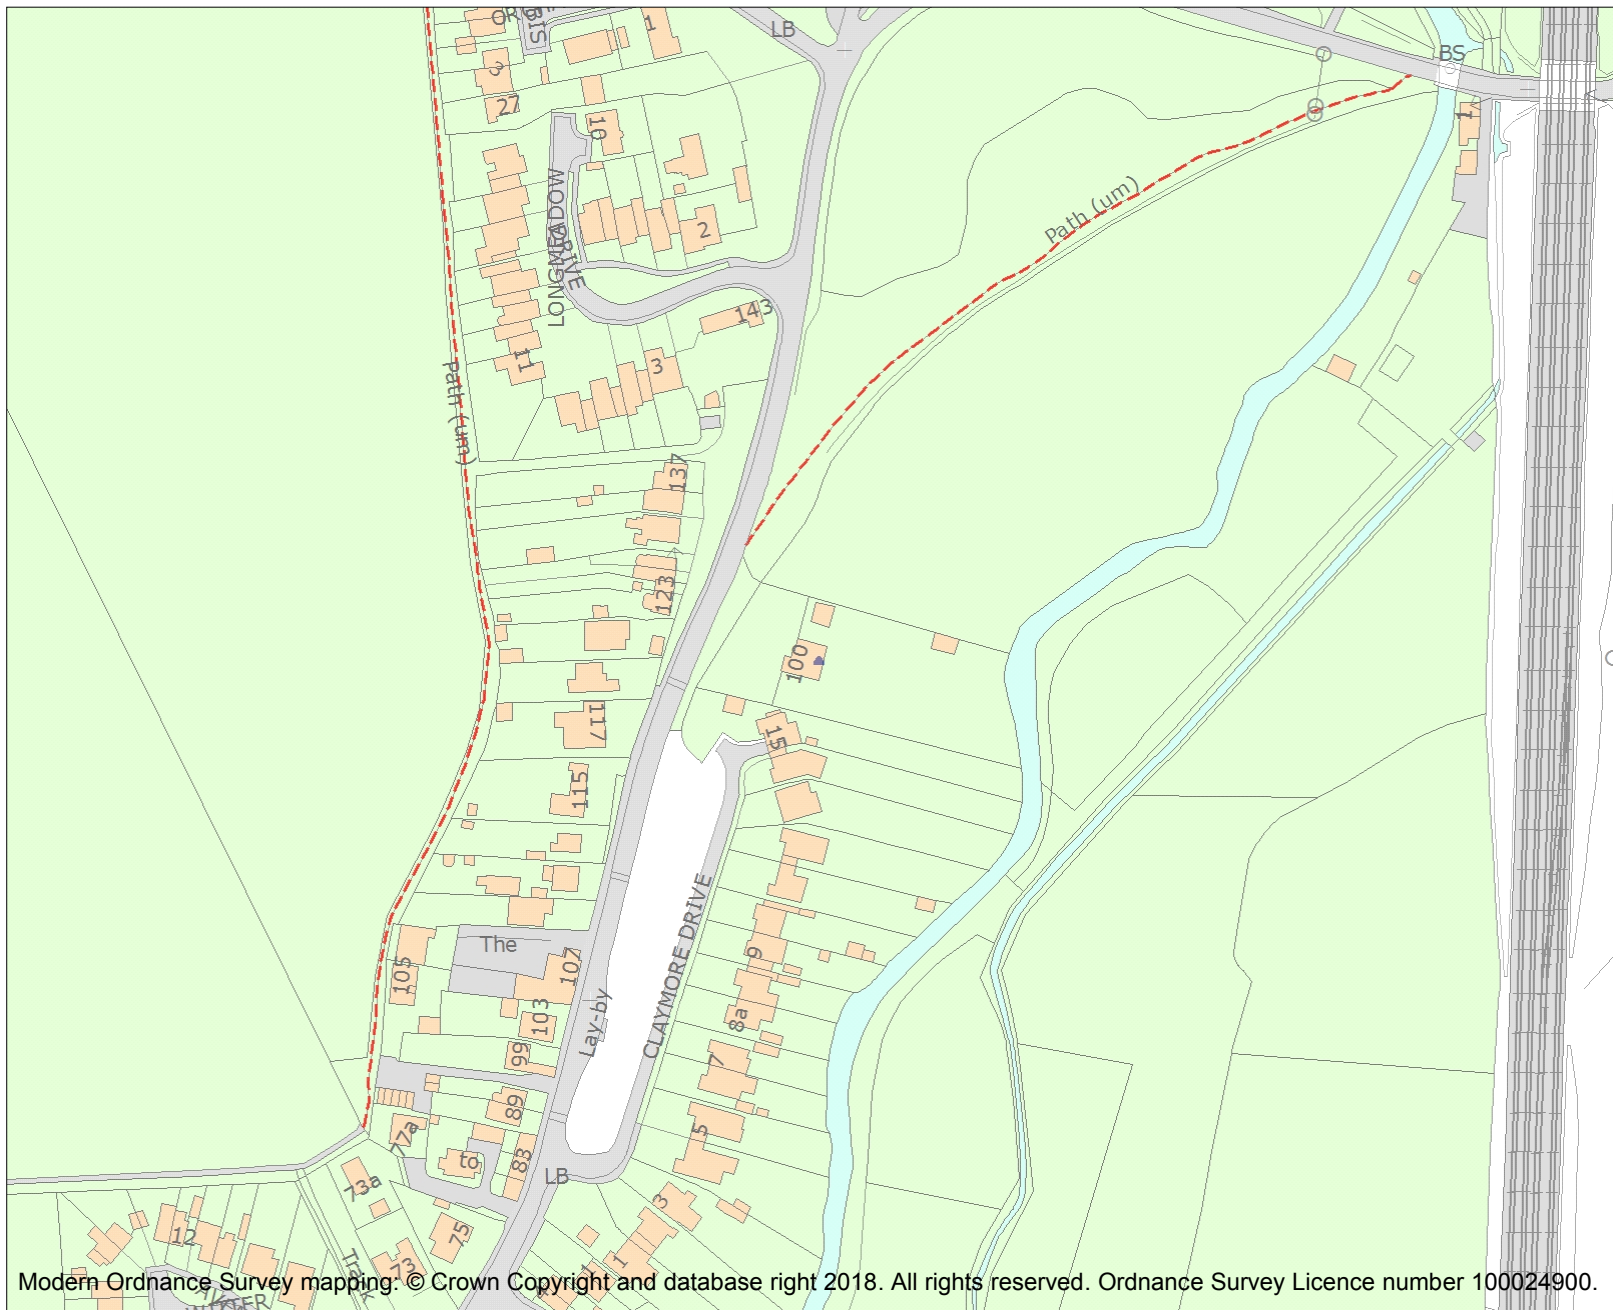 LB
1
3
27
10
BS
1
Path (um)
LONGMEADOW
DRIVE
2
143
11
3
Path (um)
137
123
100
117
15
115
The
105
107
9
CLAYMORE DRIVE
103
8a
Lay-by
99
7
89
77a
5
to
83
LB
73a
3
12
75
73
1
Track
Modern Ordnance Survey mapping: © Crown Copyright and database right 2018. All rights reserved. Ordnance Survey Licence number 100024900.